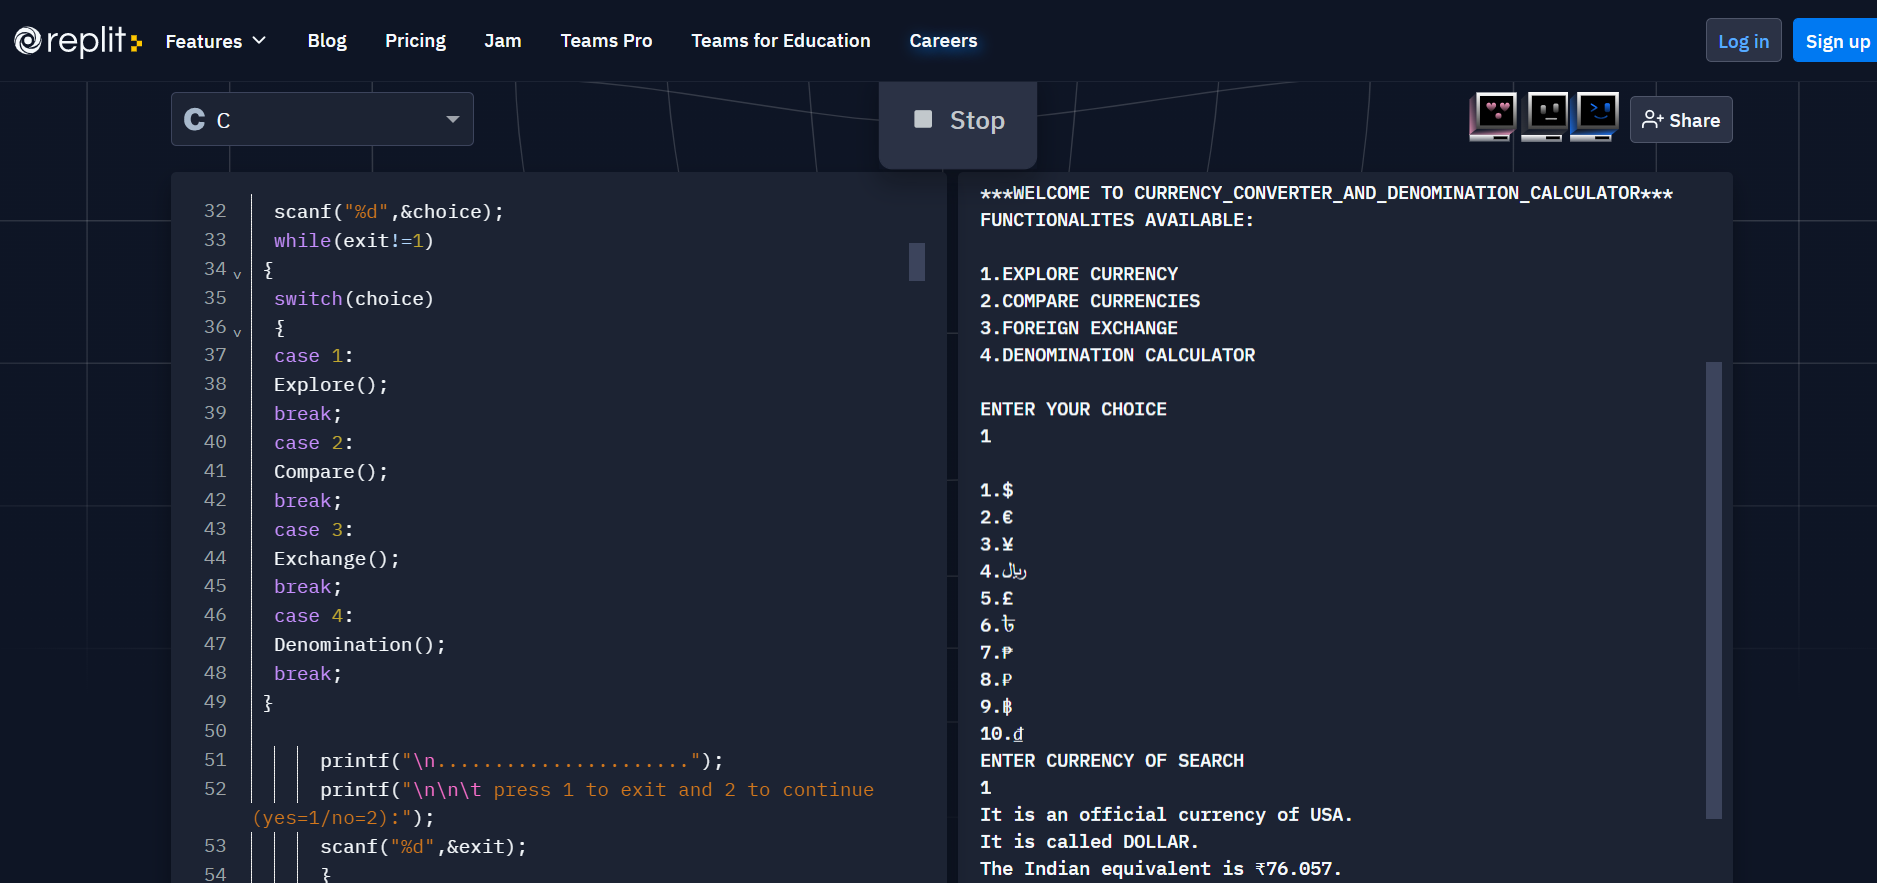 replit
Features
Blog
Pricing
Jam
Teams Pro
Teams for Education
Careers
Log in
Sign up
C C
Stop
Share
32 scanf("%d",&choice);
33 while(exit!=1)
34 {
35 switch(choice)
36 {
37 case 1:
38 Explore();
39 break;
40 case 2:
41 Compare();
42 break;
43 case 3:
44 Exchange();
45 break;
46 case 4:
47 Denomination();
48 break;
49 }
50
51 printf("\n......................");
52 printf("\n\n\t press 1 to exit and 2 to continue
(yes=1/no=2):");
53 scanf("%d",&exit);
54 }
***WELCOME TO CURRENCY_CONVERTER_AND_DENOMINATION_CALCULATOR***
FUNCTIONALITES AVAILABLE:
1.EXPLORE CURRENCY
2.COMPARE CURRENCIES
3.FOREIGN EXCHANGE
4.DENOMINATION CALCULATOR
ENTER YOUR CHOICE
1
1.$
2.€
3.¥
4.﷼
5.£
6.৳
7.₱
8.₽
9.฿
10.₫
ENTER CURRENCY OF SEARCH
1
It is an official currency of USA.
It is called DOLLAR.
The Indian equivalent is ₹76.057.